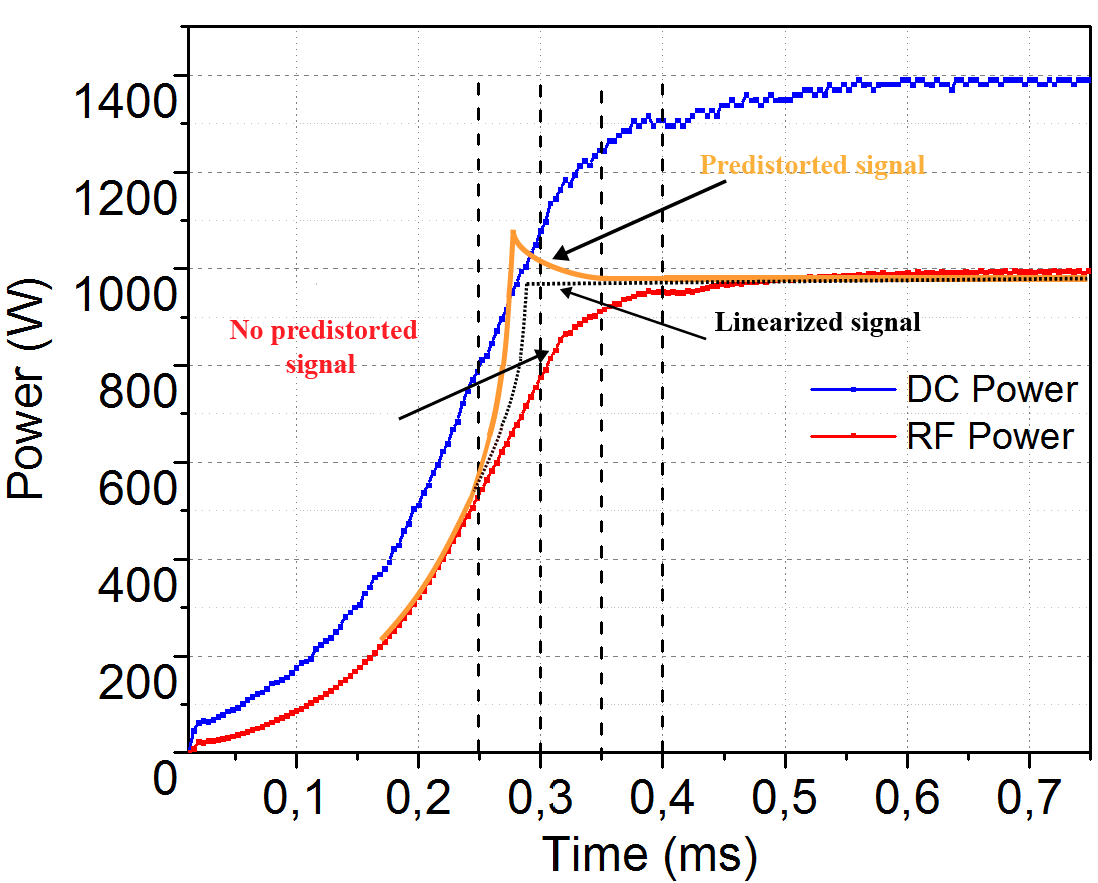 1400
1200
Predistorted signal
1000
No predistorted
signal
Linearized signal
800
DC Power
RF Power
600
400
200
0
Power (W)
0,1 0,2 0,3 0,4 0,5 0,6 0,7
Time (ms)